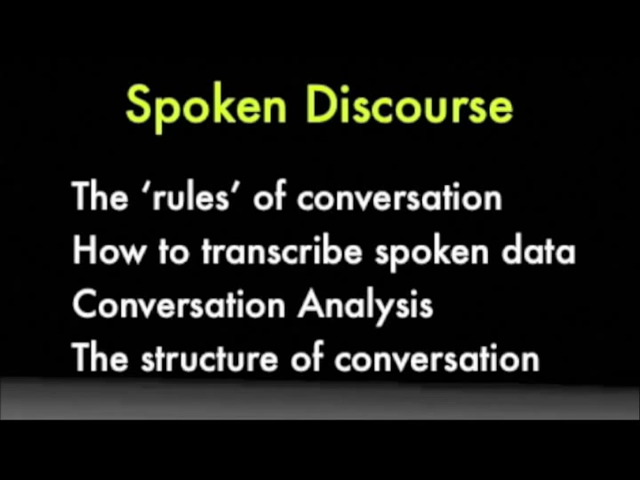 Spoken Discourse
The ‘rules’ of conversation
How to transcribe spoken data
Conversation Analysis
The structure of conversation